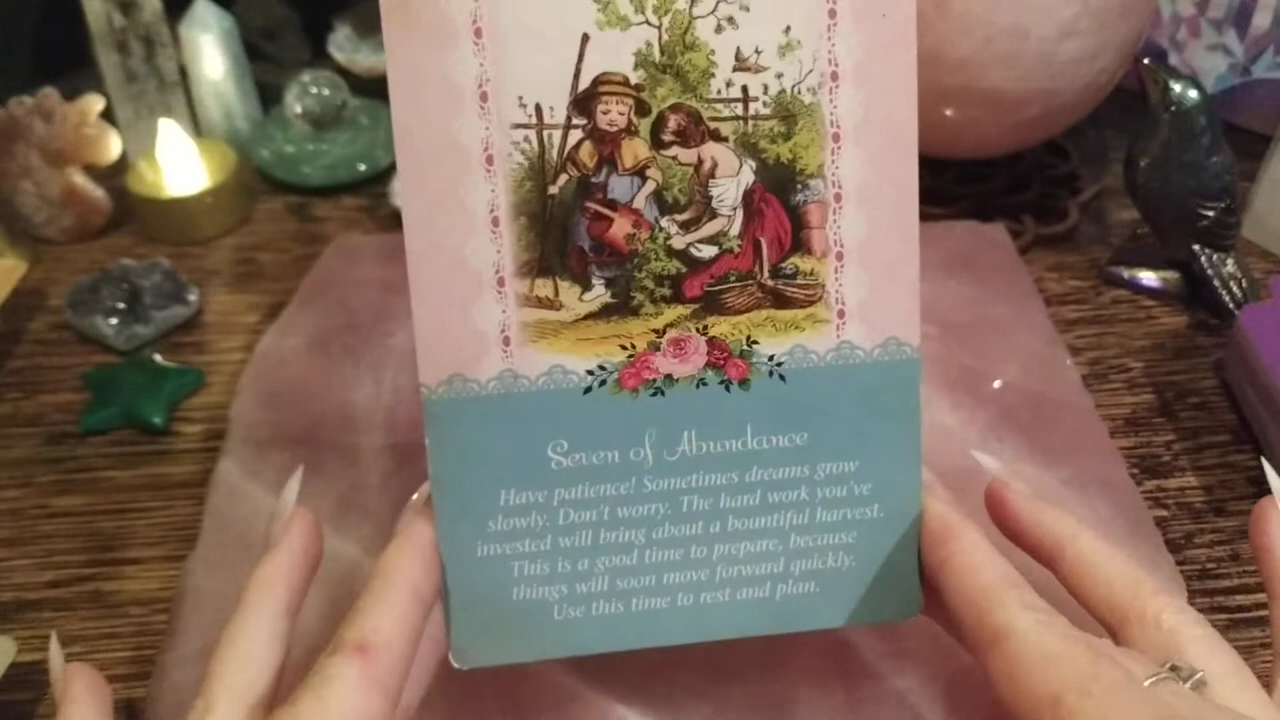 Seven of Abundance
Have patience! Sometimes dreams grow
slowly. Don't worry. The hard work you've
invested will bring about a bountiful harvest.
This is a good time to prepare, because
things will soon move forward quickly.
Use this time to rest and plan.